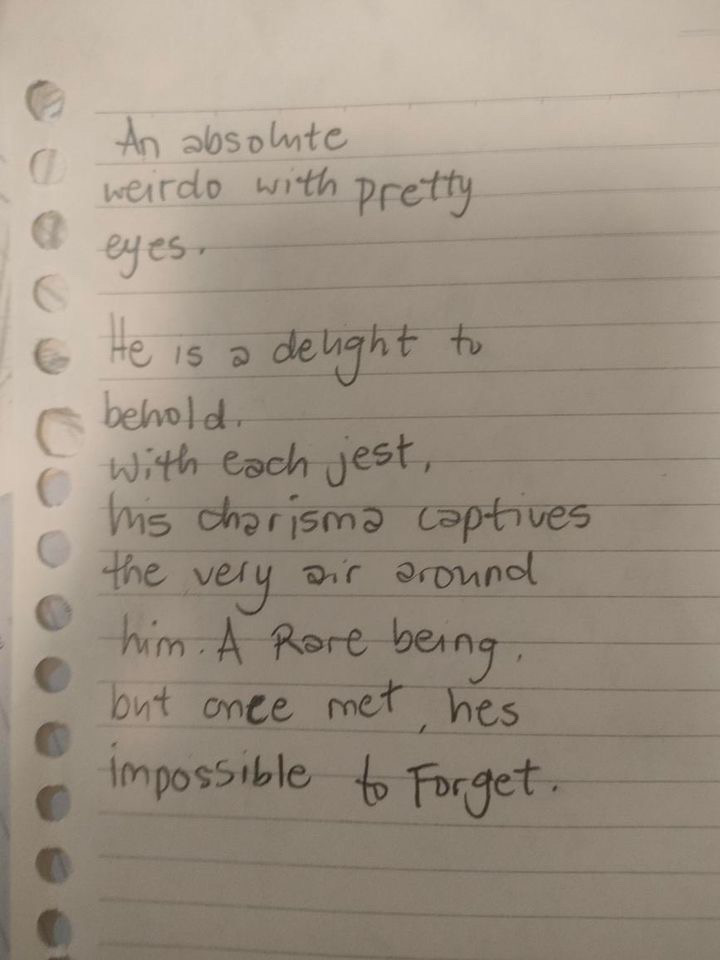 An absolute
weirdo with pretty
eyes.
He is a delight to
behold.
With each jest,
his charisma captives
the very air around
him. A Rare being,
but once met, hes
impossible to Forget.